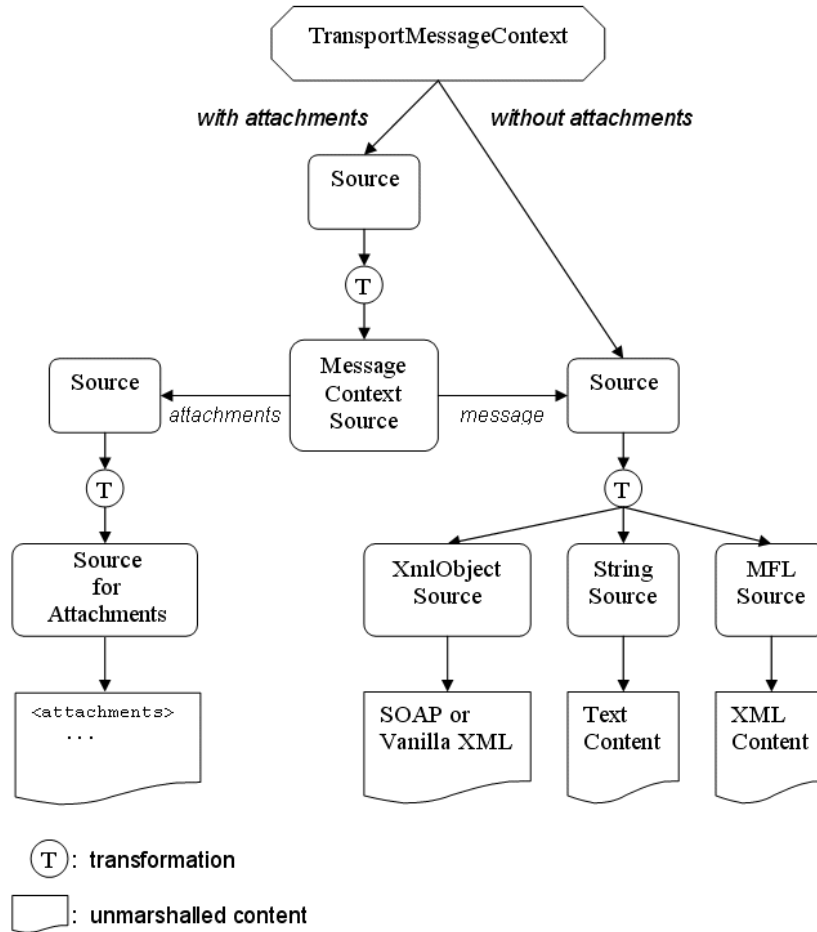 TransportMessageContext
with attachments
without attachments
Source
T
Message
Context
Source
Source
attachments
message
Source
T
T
Source
for
Attachments
XmlObject
Source
String
Source
MFL
Source
<attachments>
...
SOAP or
Vanilla XML
Text
Content
XML
Content
T : transformation
: unmarshalled content